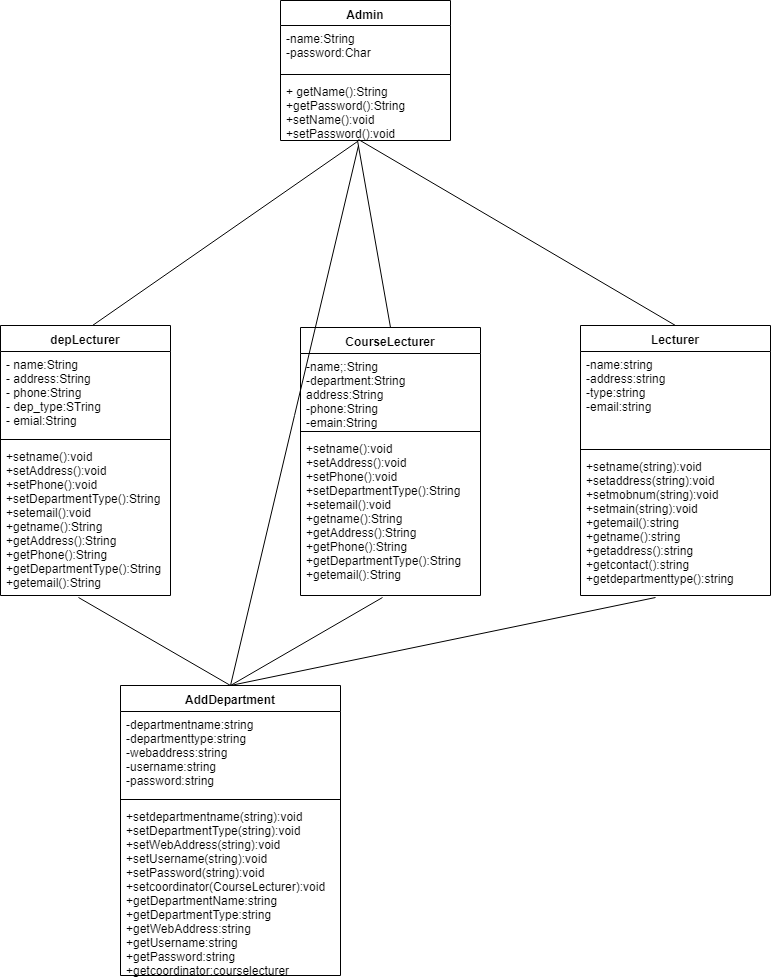 Admin
-name:String
-password:Char
+ getName():String
+getPassword():String
+setName():void
+setPassword():void
depLecturer
- name:String
- address:String
- phone:String
- dep_type:STring
- emial:String
+setname():void
+setAddress():void
+setPhone():void
+setDepartmentType():String
+setemail():void
+getname():String
+getAddress():String
+getPhone():String
+getDepartmentType():String
+getemail():String
CourseLecturer
-name;:String
-department:String
address:String
-phone:String
-emain:String
+setname():void
+setAddress():void
+setPhone():void
+setDepartmentType():String
+setemail():void
+getname():String
+getAddress():String
+getPhone():String
+getDepartmentType():String
+getemail():String
Lecturer
-name:string
-address:string
-type:string
-email:string
+setname(string):void
+setaddress(string):void
+setmobnum(string):void
+setmain(string):void
+getemail():string
+getname():string
+getaddress():string
+getcontact():string
+getdepartmenttype():string
AddDepartment
-departmentname:string
-departmenttype:string
-webaddress:string
-username:string
-password:string
+setdepartmentname(string):void
+setDepartmentType(string):void
+setWebAddress(string):void
+setUsername(string):void
+setPassword(string):void
+setcoordinator(CourseLecturer):void
+getDepartmentName:string
+getDepartmentType:string
+getWebAddress:string
+getUsername:string
+getPassword:string
+getcoordinator:courselecturer